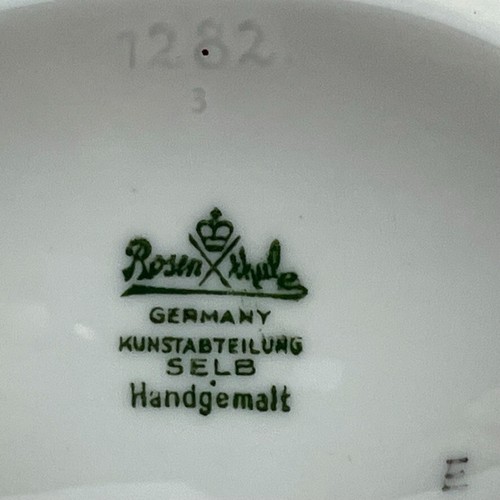 1282
3
Rosenthal
GERMANY
KUNSTABTEILUNG
SELB
Handgemalt
E